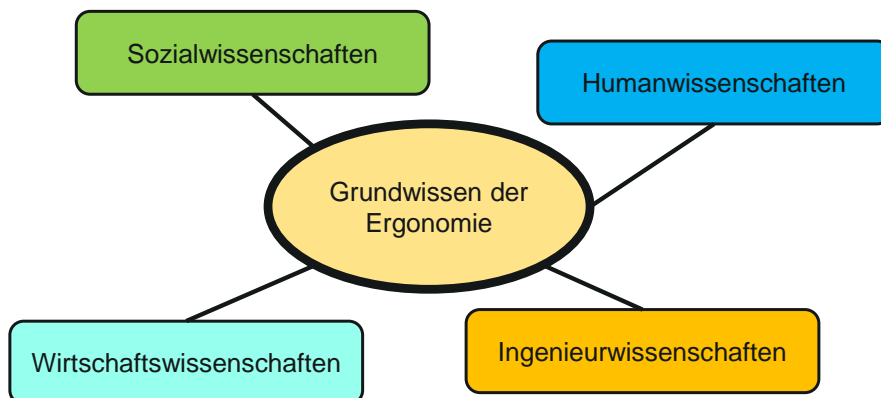 Sozialwissenschaften
Humanwissenschaften
Grundwissen der
Ergonomie
Wirtschaftswissenschaften
Ingenieurwissenschaften